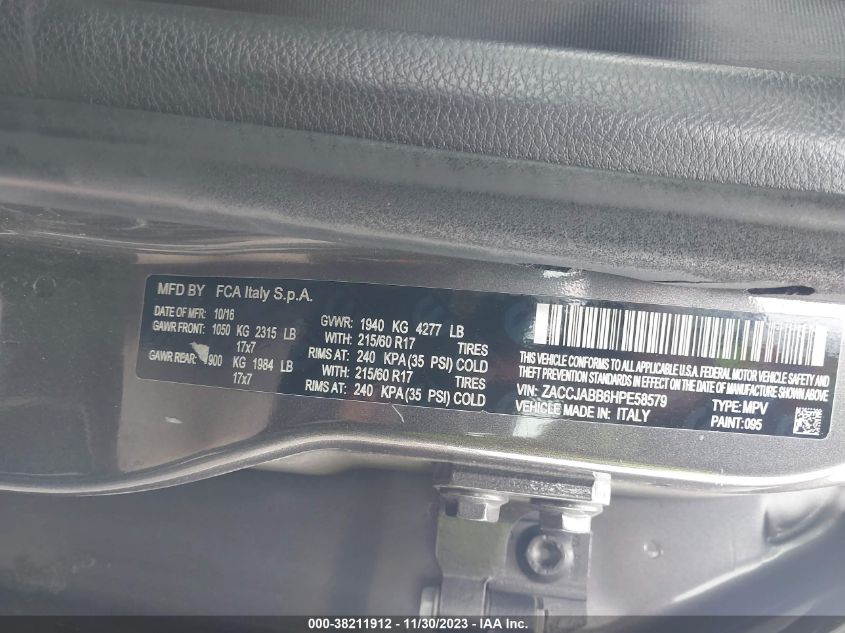 MFD BY FCA Italy S.p.A.
DATE OF MFR: 10/16
GAWR FRONT: 1050 KG 2315 LB
17x7
GAWR REAR: 900 KG 1984 LB
17x7
GVWR: 1940 KG 4277 LB
WITH: 215/60 R17 TIRES
RIMS AT: 240 KPA (35 PSI) COLD
WITH: 215/60 R17 TIRES
RIMS AT: 240 KPA (35 PSI) COLD
THIS VEHICLE CONFORMS TO ALL APPLICABLE U.S.A. FEDERAL MOTOR VEHICLE SAFETY AND
THEFT PREVENTION STANDARDS IN EFFECT ON THE DATE OF MANUFACTURE SHOWN ABOVE
VIN: ZACCJABB6HPE58579 TYPE: MPV
VEHICLE MADE IN: ITALY PAINT: 095
000-38211912 - 11/30/2023 - IAA Inc.